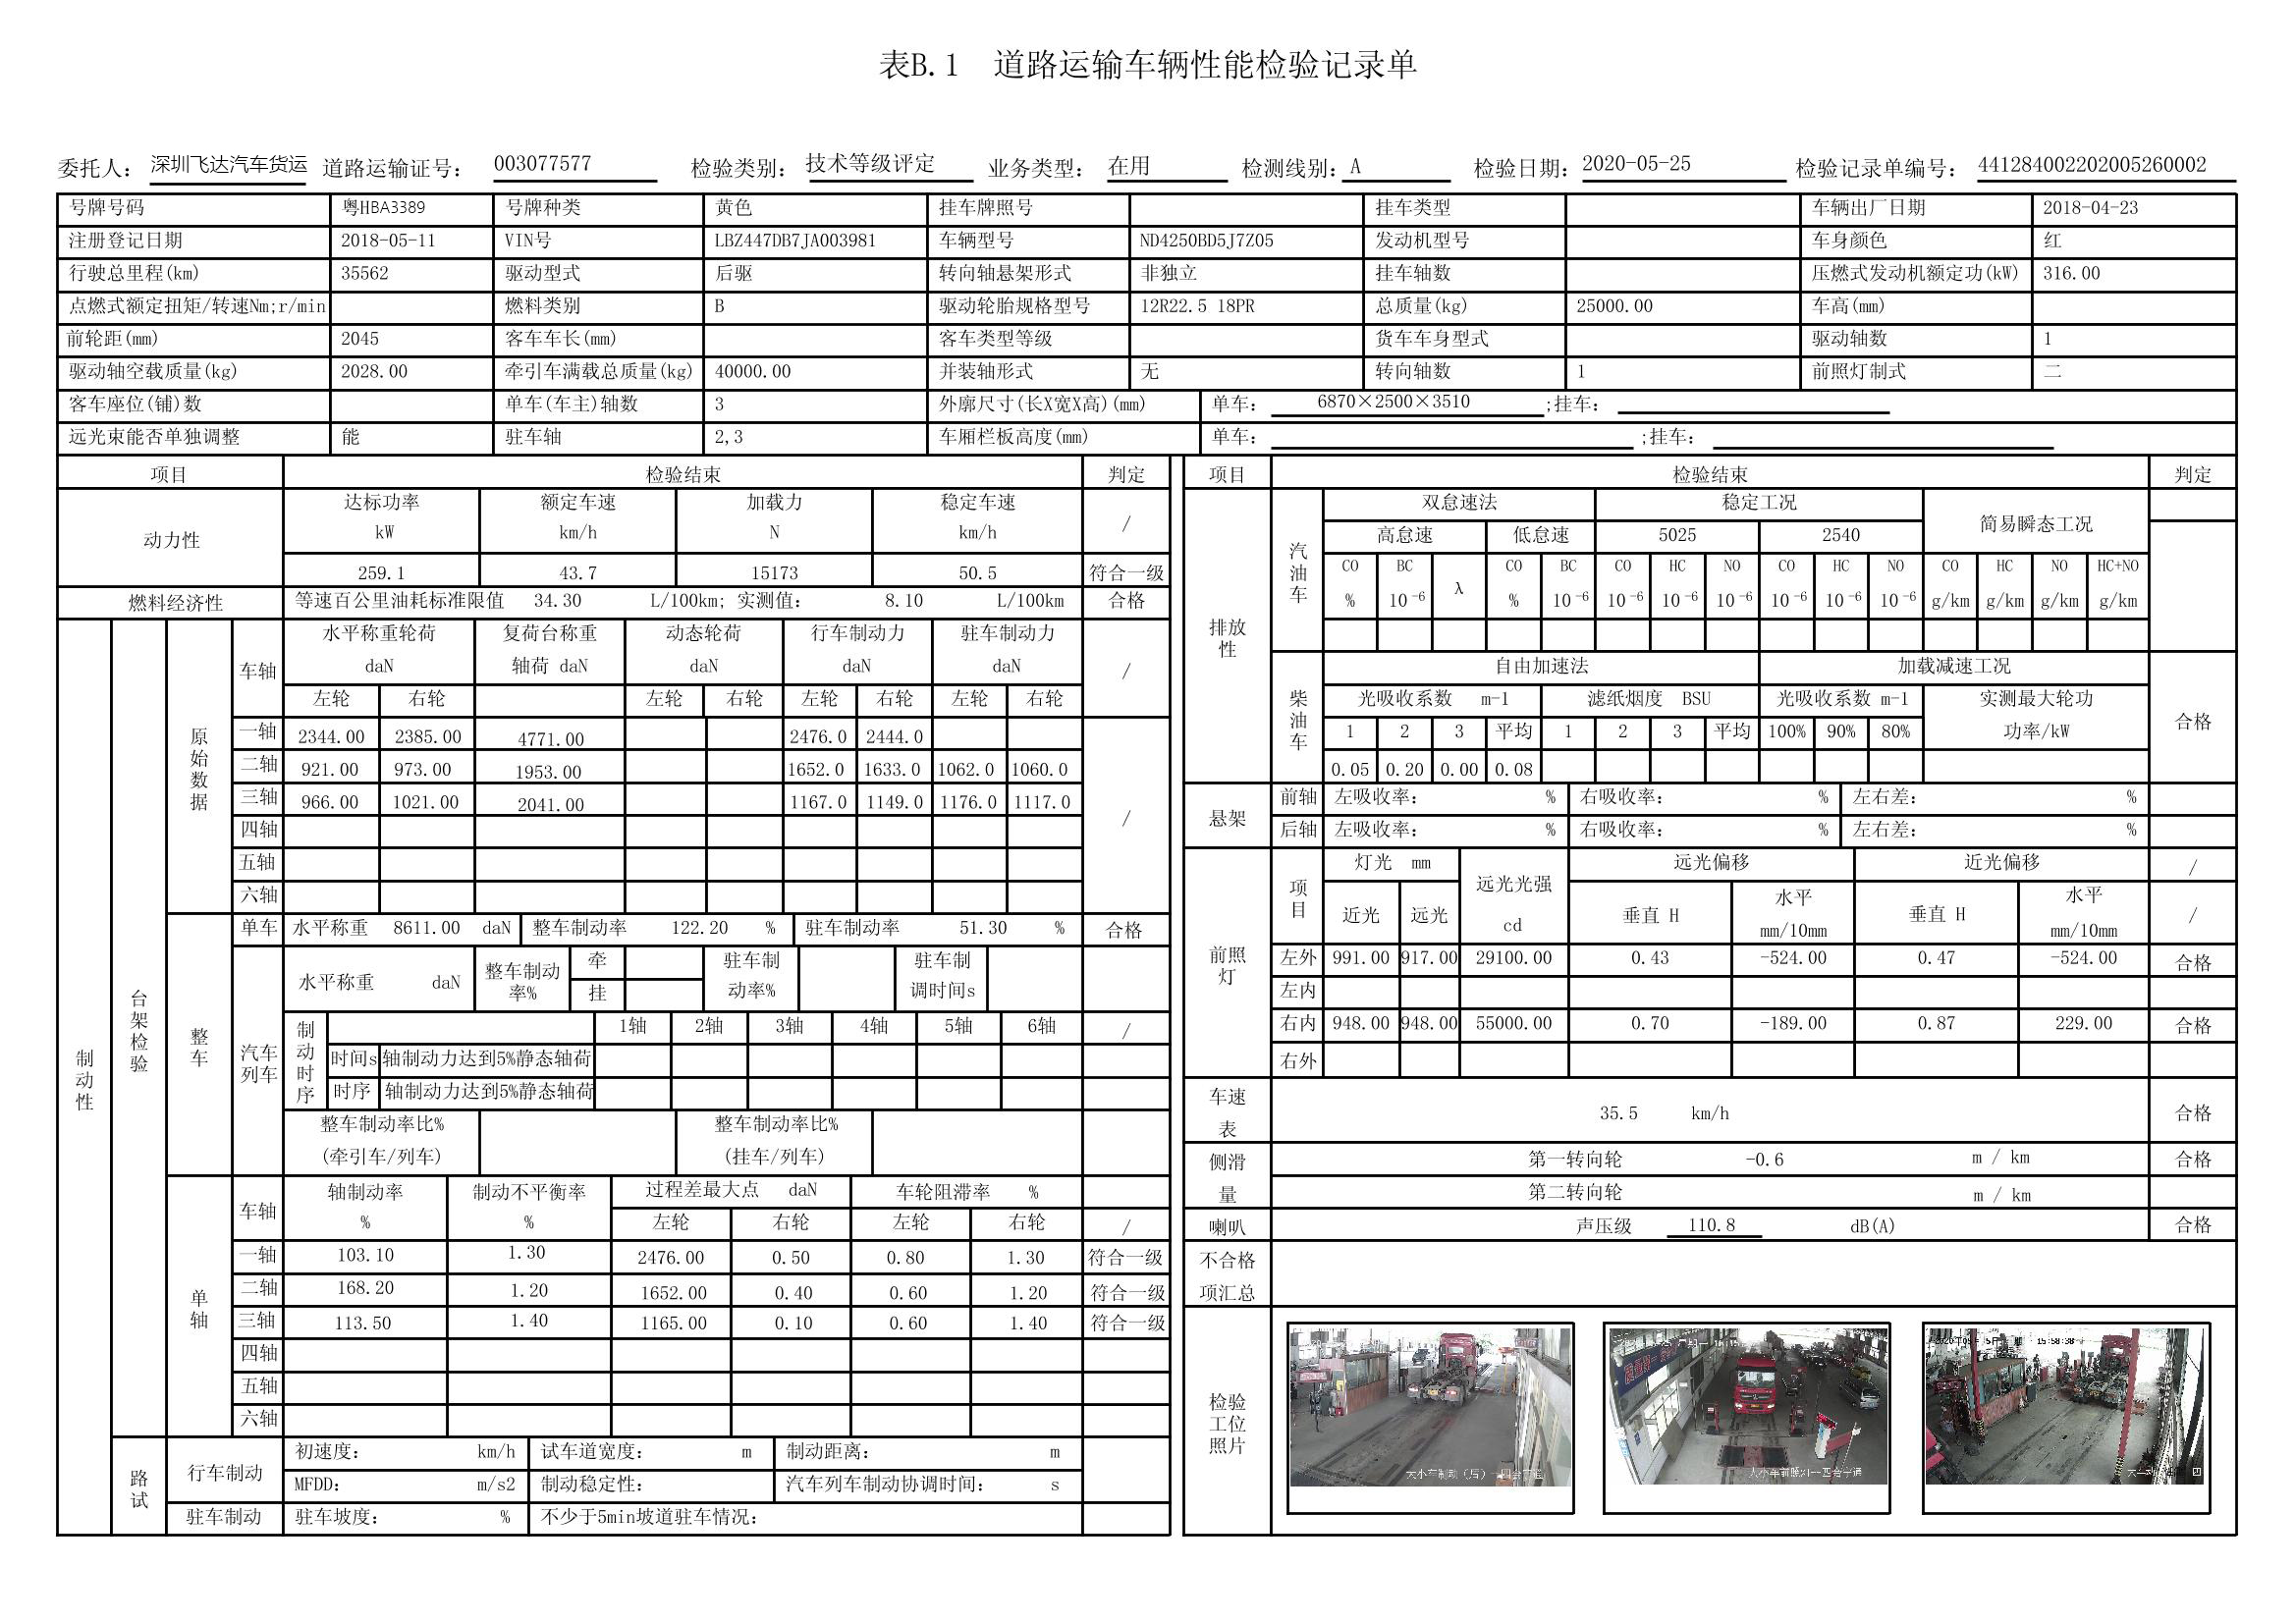 表B.1 道路运输车辆性能检验记录单
委托人: 深圳飞达汽车货运 道路运输证号: 003077577 检验类别: 技术等级评定 业务类型: 在用 检测线别: A 检验日期: 2020-05-25 检验记录单编号: 441284002202005260002
号牌号码 粤HBA3389 号牌种类 黄色 挂车牌照号 挂车类型 车辆出厂日期 2018-04-23
注册登记日期 2018-05-11 VIN号 LBZ447DB7JA003981 车辆型号 ND4250BD5J7Z05 发动机型号 车身颜色 红
行驶总里程(km) 35562 驱动型式 后驱 转向轴悬架形式 非独立 挂车轴数 压燃式发动机额定功(kW) 316.00
点燃式额定扭矩/转速Nm;r/min 燃料类别 B 驱动轮胎规格型号 12R22.5 18PR 总质量(kg) 25000.00 车高(mm)
前轮距(mm) 2045 客车车长(mm) 客车类型等级 货车车身型式 驱动轴数 1
驱动轴空载质量(kg) 2028.00 牵引车满载总质量(kg) 40000.00 并装轴形式 无 转向轴数 1 前照灯制式 二
客车座位(铺)数 单车(车主)轴数 3 外廓尺寸(长X宽X高)(mm) 单车: 6870×2500×3510 ;挂车:
远光束能否单独调整 能 驻车轴 2,3 车厢栏板高度(mm) 单车: ;挂车:
项目 检验结束 判定
动力性 达标功率 额定车速 加载力 稳定车速
kW km/h N km/h /
259.1 43.7 15173 50.5 符合一级
燃料经济性 等速百公里油耗标准限值 34.30 L/100km; 实测值: 8.10 L/100km 合格
制动性 台架检验 原始数据 车轴 水平称重轮荷 复荷台称重 动态轮荷 行车制动力 驻车制动力
daN 轴荷 daN daN daN daN /
左轮 右轮 左轮 右轮 左轮 右轮 左轮 右轮
一轴 2344.00 2385.00 4771.00 2476.0 2444.0
二轴 921.00 973.00 1953.00 1652.0 1633.0 1062.0 1060.0
三轴 966.00 1021.00 2041.00 1167.0 1149.0 1176.0 1117.0
四轴 /
五轴
六轴
整车 单车 水平称重 8611.00 daN 整车制动率 122.20 % 驻车制动率 51.30 % 合格
汽车列车 水平称重 daN 整车制动率% 牵 挂 驻车制动率% 驻车制调时间s
制动时序 1轴 2轴 3轴 4轴 5轴 6轴 /
时间s 轴制动力达到5%静态轴荷
时序 轴制动力达到5%静态轴荷
整车制动率比% 整车制动率比%
(牵引车/列车) (挂车/列车)
单轴 车轴 轴制动率 制动不平衡率 过程差最大点 daN 车轮阻滞率 %
% % 左轮 右轮 左轮 右轮 /
一轴 103.10 1.30 2476.00 0.50 0.80 1.30 符合一级
二轴 168.20 1.20 1652.00 0.40 0.60 1.20 符合一级
三轴 113.50 1.40 1165.00 0.10 0.60 1.40 符合一级
四轴
五轴
六轴
路试 行车制动 初速度: km/h 试车道宽度: m 制动距离: m
MFDD: m/s2 制动稳定性: 汽车列车制动协调时间: s
驻车制动 驻车坡度: % 不少于5min坡道驻车情况:
项目 检验结束 判定
排放性 汽油车 双怠速法 稳定工况 简易瞬态工况
高怠速 低怠速 5025 2540
CO BC λ CO BC CO HC NO CO HC NO CO HC NO HC+NO
% 10-6 % 10-6 10-6 10-6 10-6 10-6 10-6 10-6 g/km g/km g/km g/km
柴油车 自由加速法 加载减速工况
光吸收系数 m-1 滤纸烟度 BSU 光吸收系数 m-1 实测最大轮功
1 2 3 平均 1 2 3 平均 100% 90% 80% 功率/kW 合格
0.05 0.20 0.00 0.08
悬架 前轴 左吸收率: % 右吸收率: % 左右差: %
后轴 左吸收率: % 右吸收率: % 左右差: %
前照灯 项目 灯光 mm 远光光强 远光偏移 近光偏移 /
近光 远光 cd 垂直 H 水平 mm/10mm 垂直 H 水平 mm/10mm /
左外 991.00 917.00 29100.00 0.43 -524.00 0.47 -524.00 合格
左内
右内 948.00 948.00 55000.00 0.70 -189.00 0.87 229.00 合格
右外
车速表 35.5 km/h 合格
侧滑量 第一转向轮 -0.6 m / km 合格
第二转向轮 m / km
喇叭 声压级 110.8 dB(A) 合格
不合格项汇总
检验工位照片